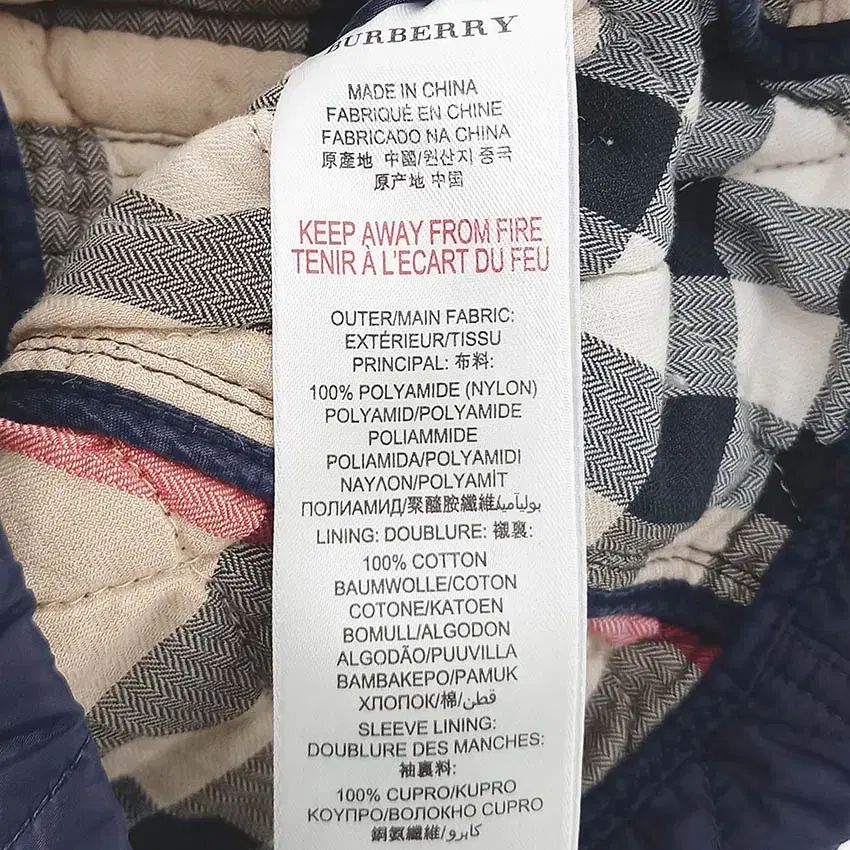 BURBERRY
MADE IN CHINA
FABRIQUÉ EN CHINE
FABRICADO NA CHINA
原產地 中國/원산지 중국
原产地 中国
KEEP AWAY FROM FIRE
TENIR À L'ECART DU FEU
OUTER/MAIN FABRIC:
EXTÉRIEUR/TISSU
PRINCIPAL: 布料:
100% POLYAMIDE (NYLON)
POLYAMID/POLYAMIDE
POLIAMMIDE
POLIAMIDA/POLYAMIDI
ΝΑΥΛΟΝ/POLYAMİT
ПОЛИАМИД/聚醯胺纖維/بوليآميد
LINING: DOUBLURE: 襯裏:
100% COTTON
BAUMWOLLE/COTON
COTONE/KATOEN
BOMULL/ALGODON
ALGODÃO/PUUVILLA
ΒΑΜΒΑΚΕΡΟ/PAMUK
ХЛОПОК/棉/قطن
SLEEVE LINING:
DOUBLURE DES MANCHES:
袖裏料:
100% CUPRO/KUPRO
ΚΟΥΠΡΟ/ВОЛОКНО CUPRO
銅氨纖維/كابرو